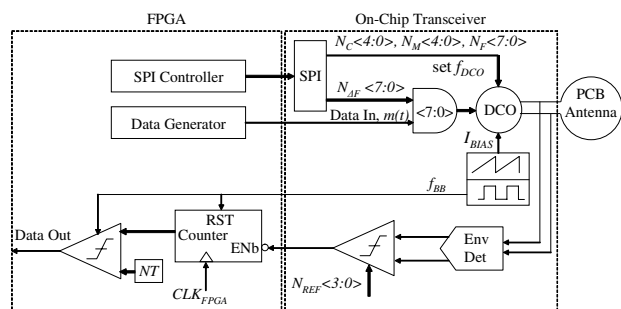 FPGA
On-Chip Transceiver
N_C<4:0>, N_M<4:0>, N_F<7:0>
SPI Controller
SPI
set f_DCO
N_ΔF <7:0>
Data Generator
Data In, m(t)
<7:0>
DCO
PCB
Antenna
I_BIAS
f_BB
Data Out
RST
Counter
ENb
Env
Det
NT
CLK_FPGA
N_REF<3:0>